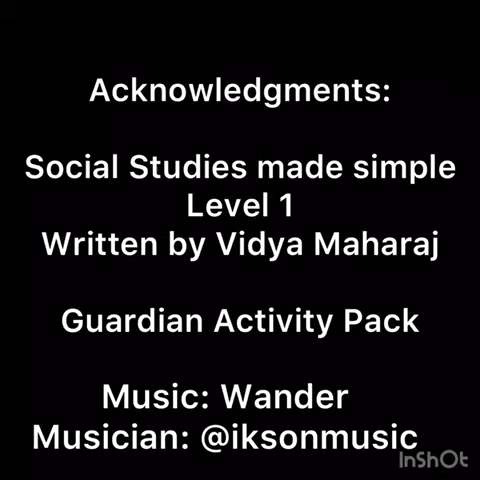 Acknowledgments:
Social Studies made simple
Level 1
Written by Vidya Maharaj
Guardian Activity Pack
Music: Wander
Musician: @iksonmusic
InShOt